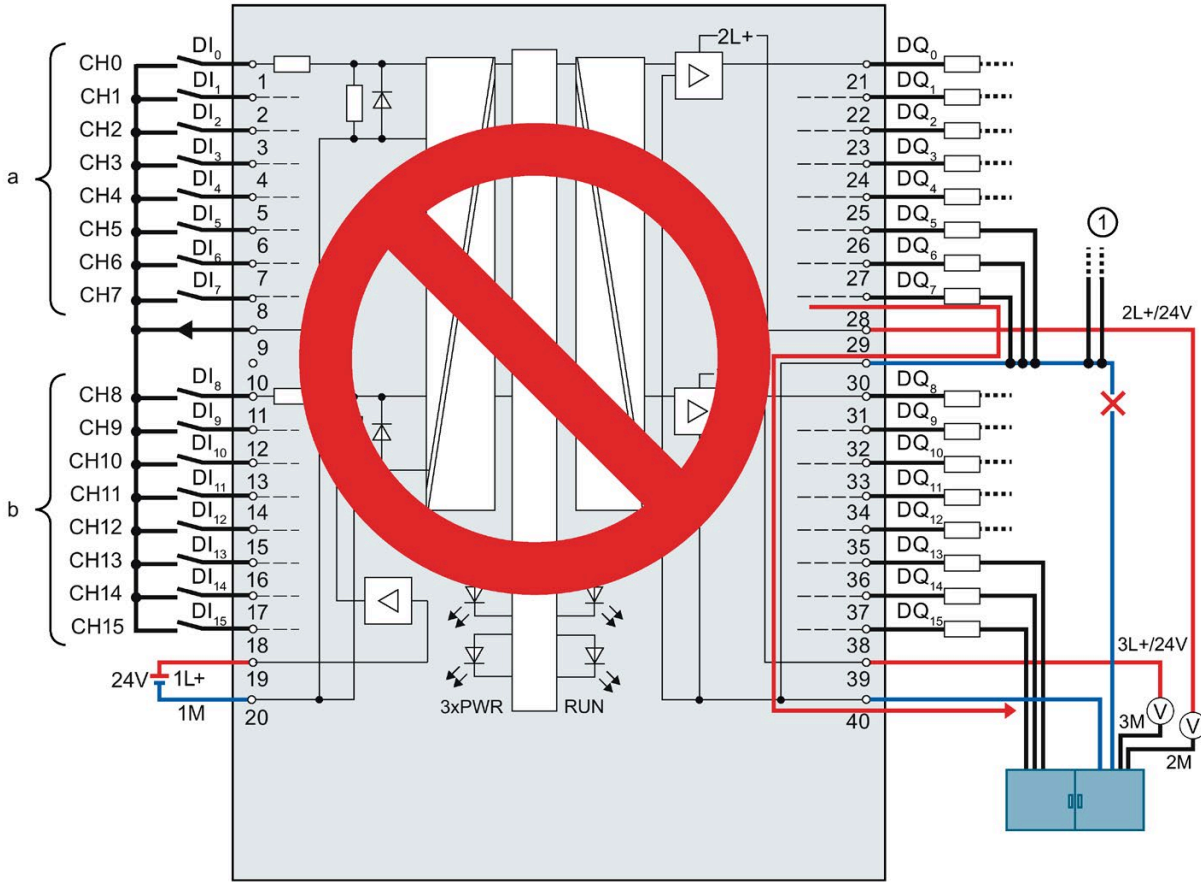 a
CH0
CH1
CH2
CH3
CH4
CH5
CH6
CH7
b
CH8
CH9
CH10
CH11
CH12
CH13
CH14
CH15
DI0
DI1
DI2
DI3
DI4
DI5
DI6
DI7
DI8
DI9
DI10
DI11
DI12
DI13
DI14
DI15
24V 1L+
1M
1
2
3
4
5
6
7
8
9
10
11
12
13
14
15
16
17
18
19
20
2L+
3xPWR RUN
21
22
23
24
25
26
27
28
29
30
31
32
33
34
35
36
37
38
39
40
DQ0
DQ1
DQ2
DQ3
DQ4
DQ5
DQ6
DQ7
DQ8
DQ9
DQ10
DQ11
DQ12
DQ13
DQ14
DQ15
1
2L+/24V
3L+/24V
V
3M
V
2M